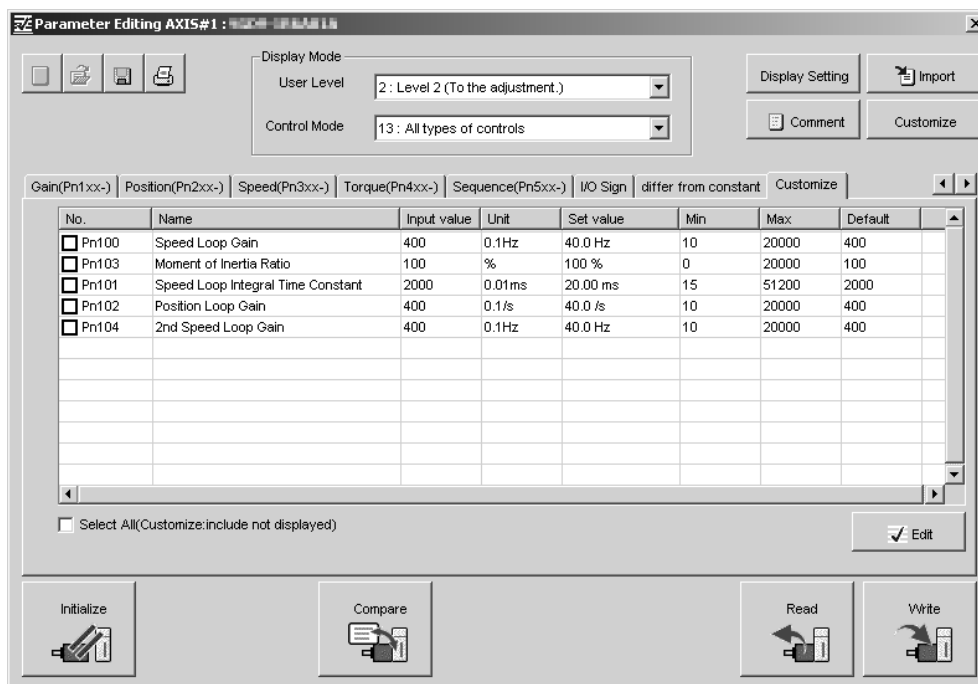 Parameter Editing AXIS#1 :
Display Mode
User Level 2 : Level 2 (To the adjustment.)
Control Mode 13 : All types of controls
Display Setting Import
Comment Customize
Gain(Pn1xx-) Position(Pn2xx-) Speed(Pn3xx-) Torque(Pn4xx-) Sequence(Pn5xx-) I/O Sign differ from constant Customize
No. Name Input value Unit Set value Min Max Default
Pn100 Speed Loop Gain 400 0.1Hz 40.0 Hz 10 20000 400
Pn103 Moment of Inertia Ratio 100 % 100 % 0 20000 100
Pn101 Speed Loop Integral Time Constant 2000 0.01ms 20.00 ms 15 51200 2000
Pn102 Position Loop Gain 400 0.1/s 40.0 /s 10 20000 400
Pn104 2nd Speed Loop Gain 400 0.1Hz 40.0 Hz 10 20000 400
Select All(Customize:include not displayed)
Edit
Initialize Compare Read Write